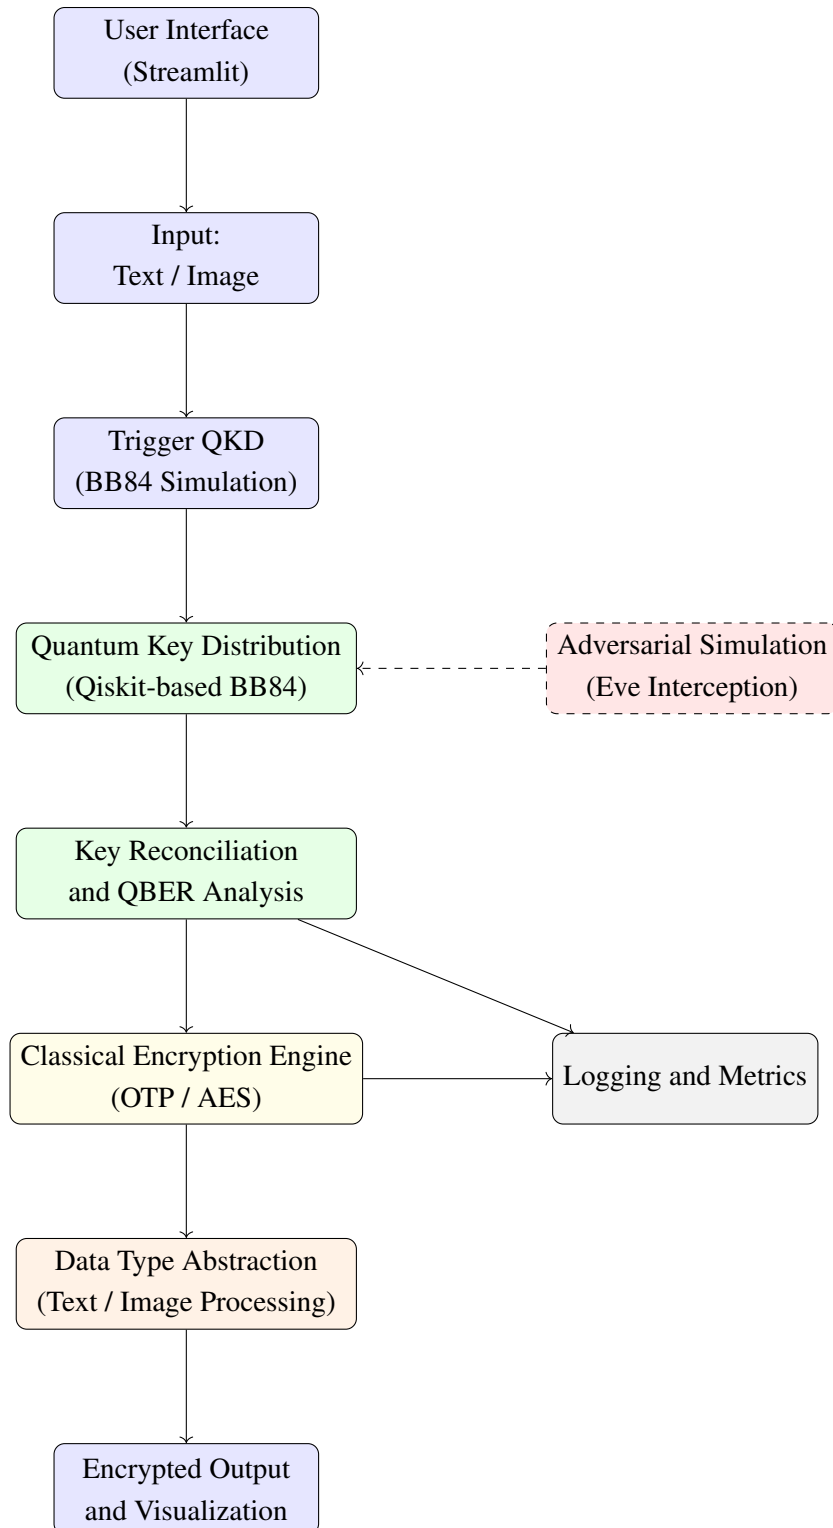 User Interface
(Streamlit)
Input:
Text / Image
Trigger QKD
(BB84 Simulation)
Quantum Key Distribution
(Qiskit-based BB84)
Adversarial Simulation
(Eve Interception)
Key Reconciliation
and QBER Analysis
Classical Encryption Engine
(OTP / AES)
Logging and Metrics
Data Type Abstraction
(Text / Image Processing)
Encrypted Output
and Visualization